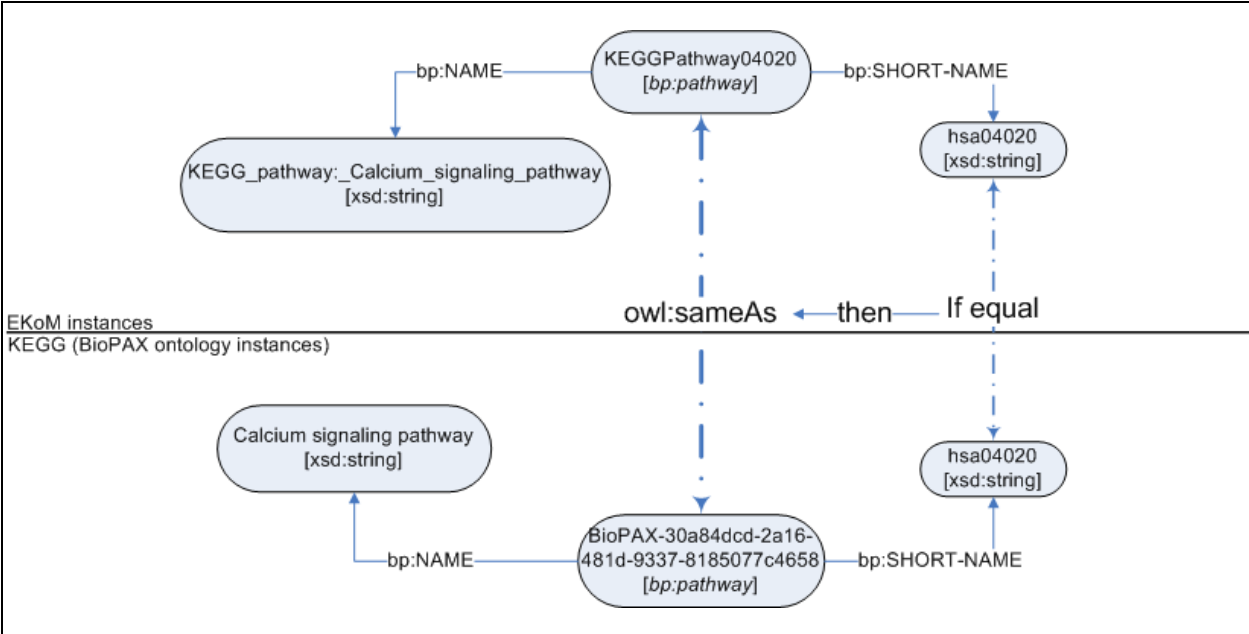 KEGGPathway04020
[bp:pathway]
bp:NAME
bp:SHORT-NAME
hsa04020
[xsd:string]
KEGG_pathway:_Calcium_signaling_pathway
[xsd:string]
owl:sameAs
then
If equal
EKoM instances
KEGG (BioPAX ontology instances)
Calcium signaling pathway
[xsd:string]
hsa04020
[xsd:string]
BioPAX-30a84dcd-2a16-
481d-9337-8185077c4658
[bp:pathway]
bp:NAME
bp:SHORT-NAME